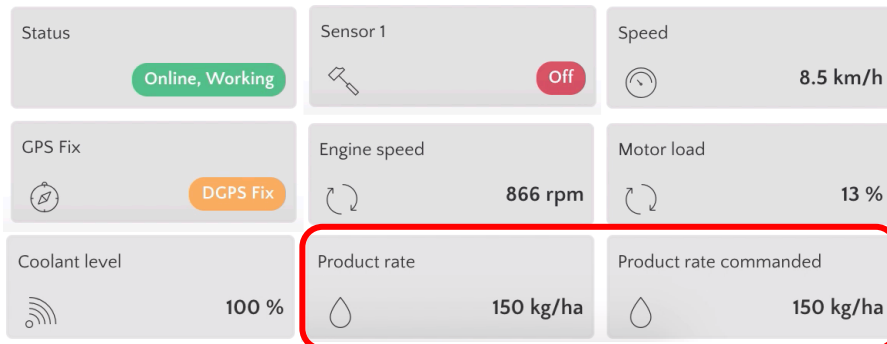 Status
Online, Working
Sensor 1
Off
Speed
8.5 km/h
GPS Fix
DGPS Fix
Engine speed
866 rpm
Motor load
13 %
Coolant level
100 %
Product rate
150 kg/ha
Product rate commanded
150 kg/ha